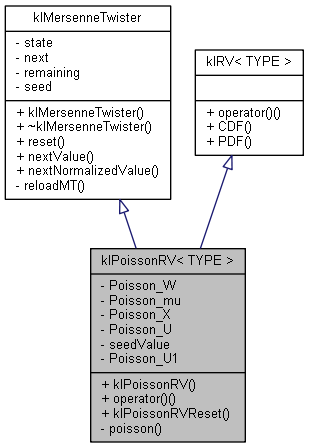 klMersenneTwister
- state
- next
- remaining
- seed
+ klMersenneTwister()
+ ~klMersenneTwister()
+ reset()
+ nextValue()
+ nextNormalizedValue()
- reloadMT()
klRV< TYPE >
+ operator()()
+ CDF()
+ PDF()
klPoissonRV< TYPE >
- Poisson_W
- Poisson_mu
- Poisson_X
- Poisson_U
- seedValue
- Poisson_U1
+ klPoissonRV()
+ operator()()
+ klPoissonRVReset()
- poisson()